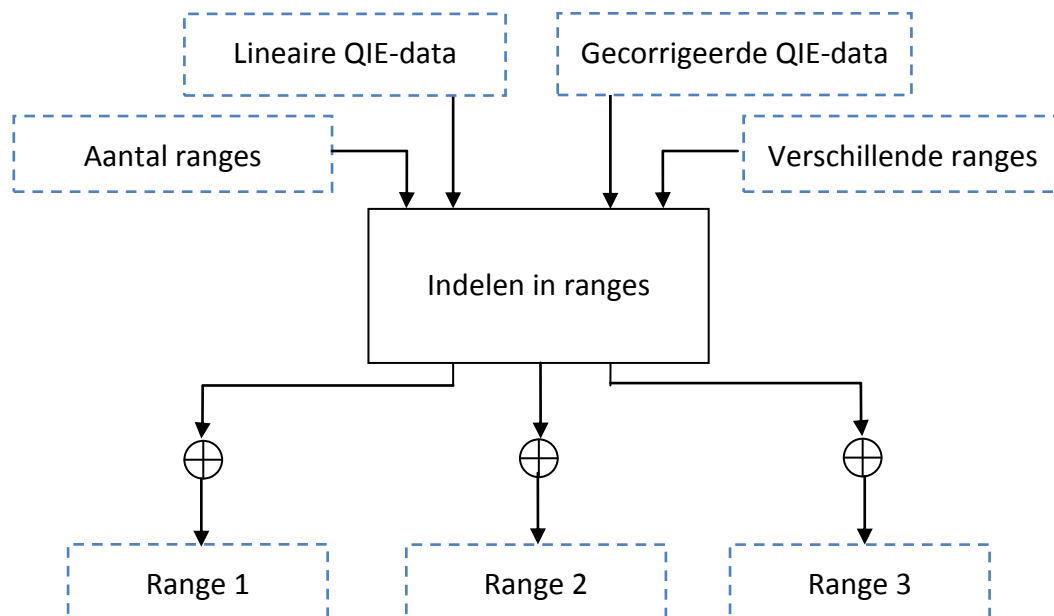 Lineaire QIE-data
Gecorrigeerde QIE-data
Aantal ranges
Verschillende ranges
Indelen in ranges
Range 1
Range 2
Range 3